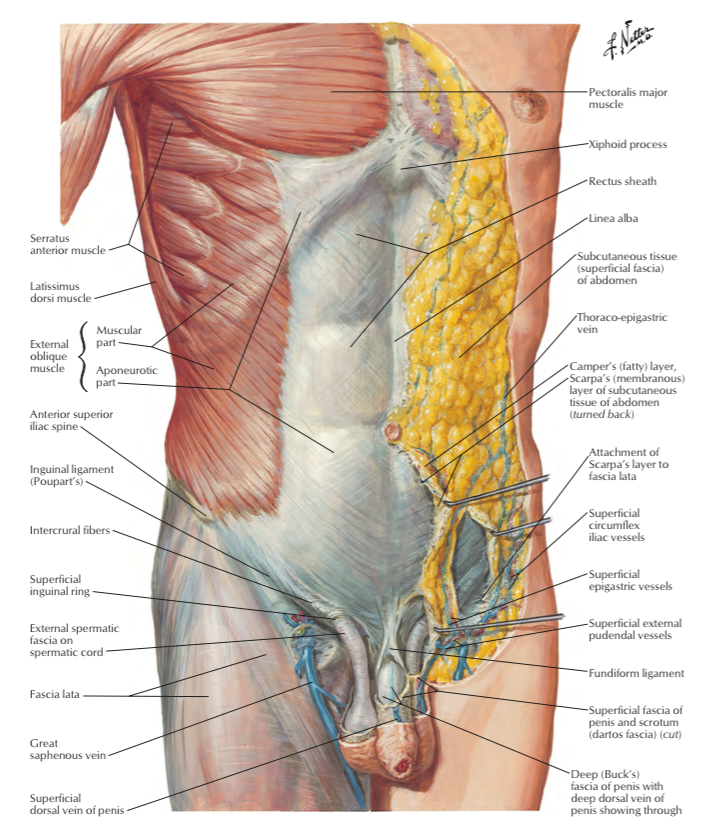 F. Netter
M.D.
Pectoralis major
muscle
Xiphoid process
Rectus sheath
Linea alba
Subcutaneous tissue
(superficial fascia)
of abdomen
Thoraco-epigastric
vein
Camper's (fatty) layer,
Scarpa's (membranous)
layer of subcutaneous
tissue of abdomen
(turned back)
Attachment of
Scarpa's layer to
fascia lata
Superficial
circumflex
iliac vessels
Superficial
epigastric vessels
Superficial external
pudendal vessels
Fundiform ligament
Superficial fascia of
penis and scrotum
(dartos fascia) (cut)
Deep (Buck's)
fascia of penis with
deep dorsal vein of
penis showing through
Serratus
anterior muscle
Latissimus
dorsi muscle
External
oblique
muscle
Muscular
part
Aponeurotic
part
Anterior superior
iliac spine
Inguinal ligament
(Poupart's)
Intercrural fibers
Superficial
inguinal ring
External spermatic
fascia on
spermatic cord
Fascia lata
Great
saphenous vein
Superficial
dorsal vein of penis